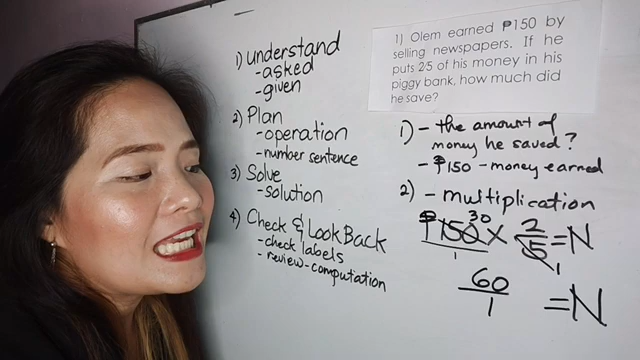 1) understand
-asked
-given
2) Plan
-operation
-number sentence
3) Solve
-solution
4) Check & Look Back
-check labels
-review-computation
1) Olem earned ₱150 by
selling newspapers. If he
puts 2⁄5 of his money in his
piggy bank, how much did
he save?
1) - the amount of
money he saved?
- ₱150 - money earned
2) - multiplication
30
₱150/1 x 2/5 = N
1
60/1 = N